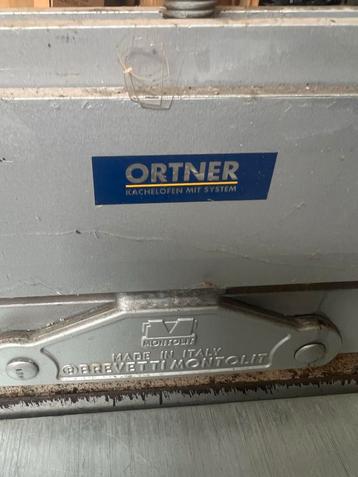 ORTNER
KACHELOFEN MIT SYSTEM
MONTOLIT
MADE IN ITALY
BREVETTI MONTOLIT